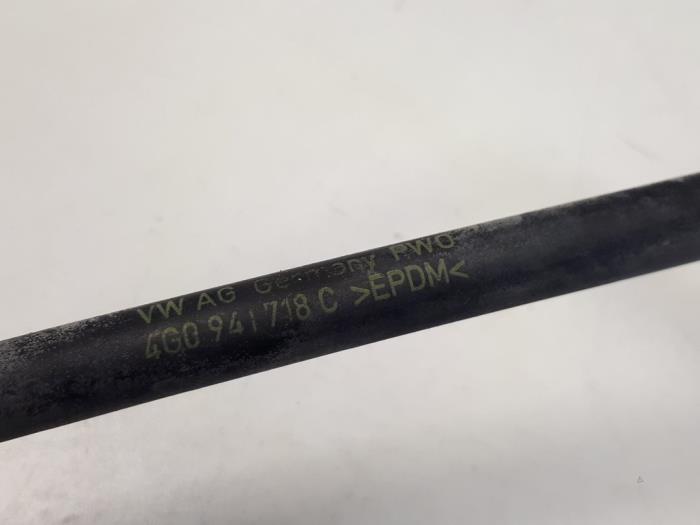 VW AG Germany PWO
4G0 941 718 C >EPDM<